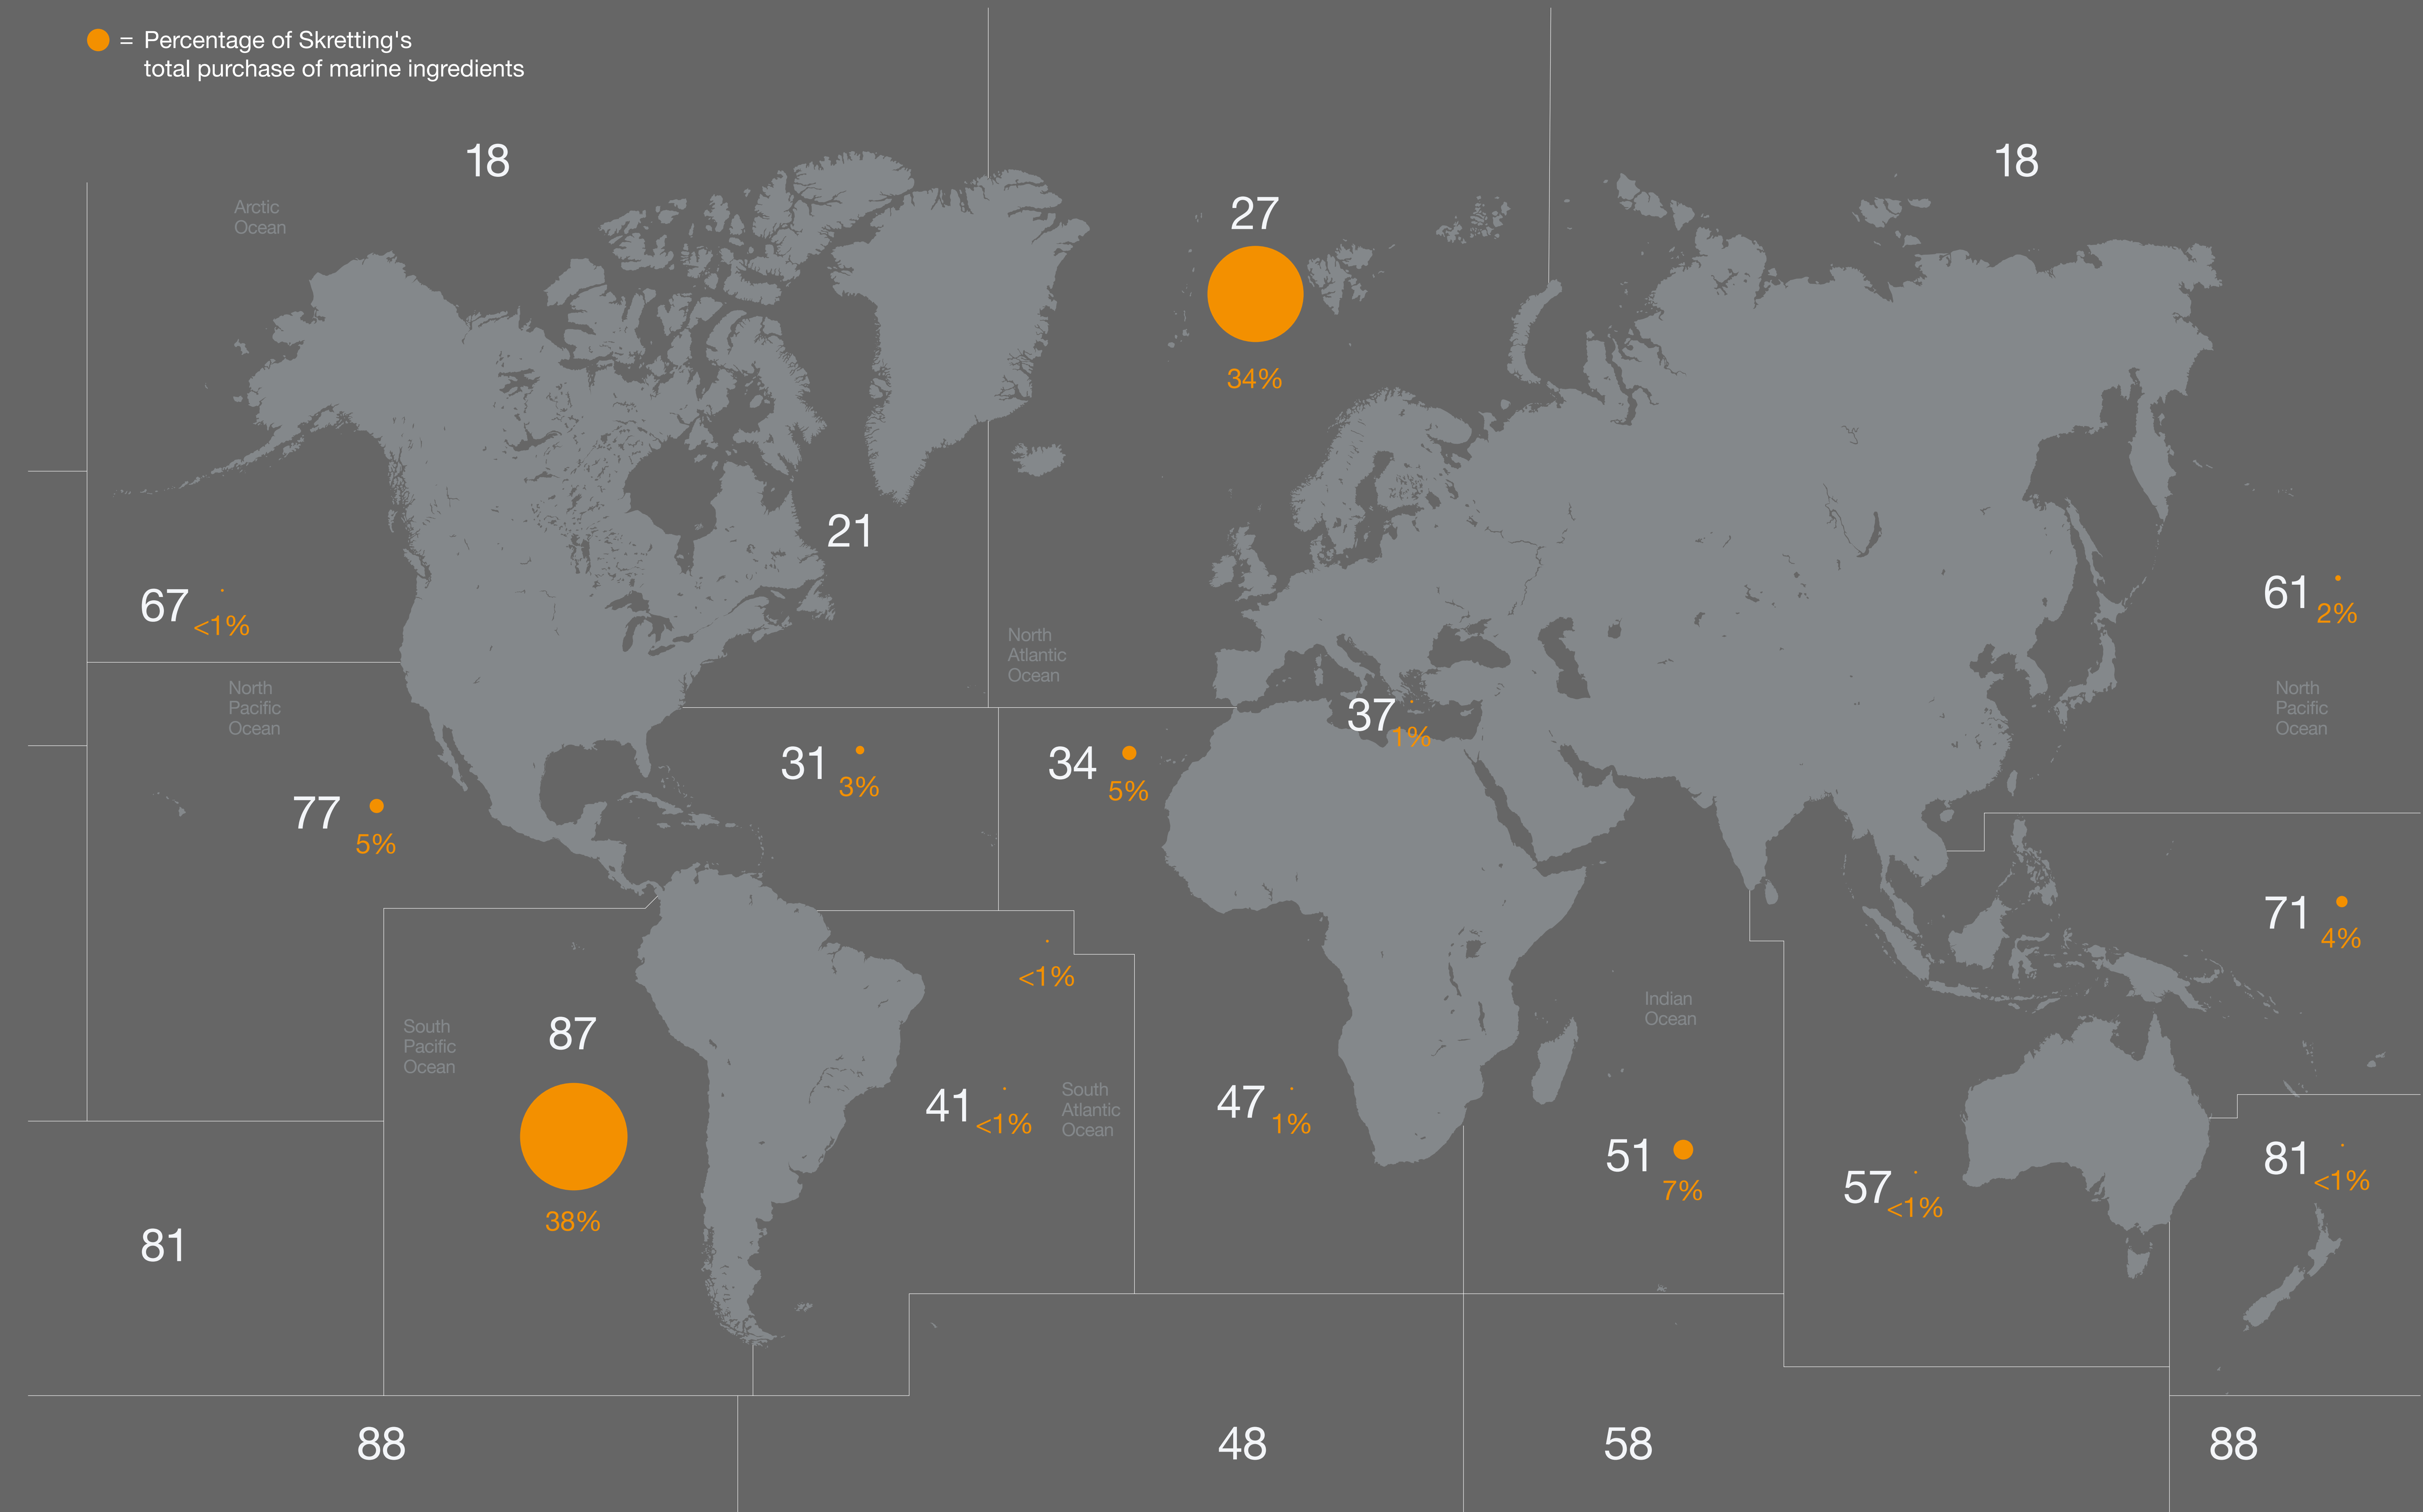 = Percentage of Skretting's
total purchase of marine ingredients
18
18
Arctic
Ocean
27
34%
21
67
<1%
61
2%
North
Atlantic
Ocean
North
Pacific
Ocean
North
Pacific
Ocean
37
1%
31
3%
34
5%
77
5%
71
4%
<1%
Indian
Ocean
South
Pacific
Ocean
87
38%
41
<1%
South
Atlantic
Ocean
47
1%
51
7%
57
<1%
81
<1%
81
88
48
58
88